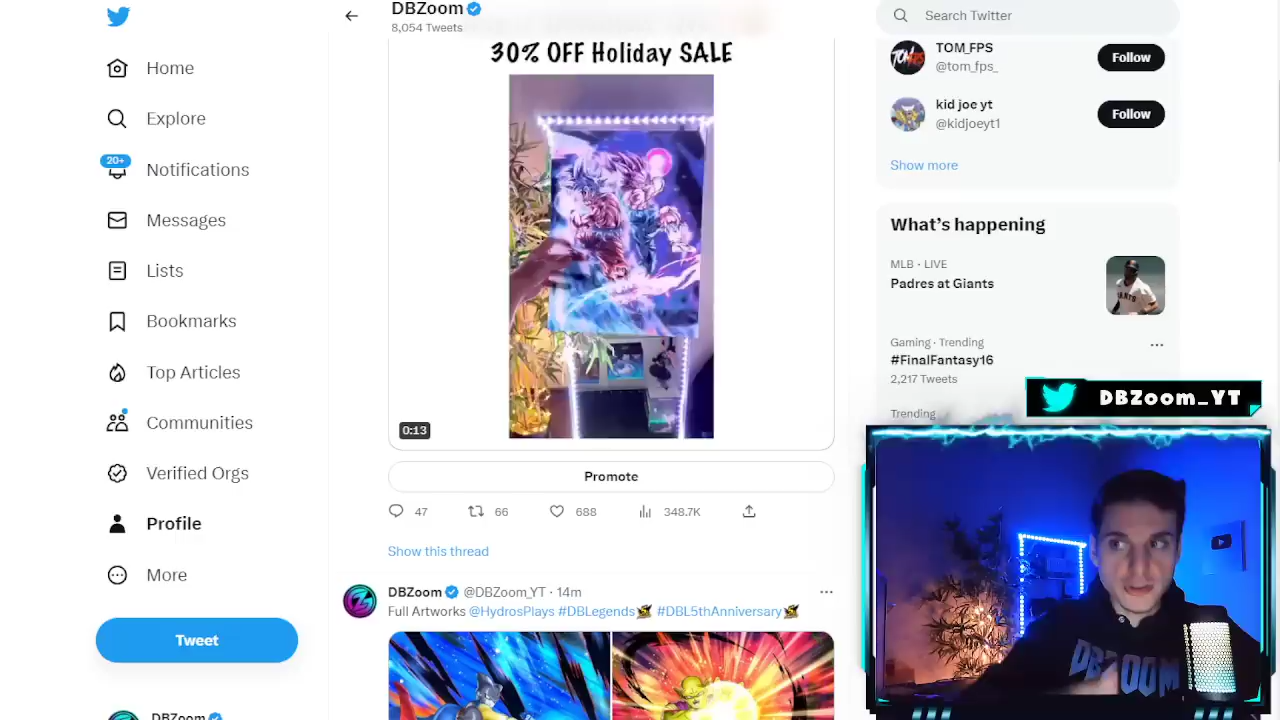 DBZoom
8,054 Tweets
Search Twitter
Home
Explore
20+
Notifications
Messages
Lists
Bookmarks
Top Articles
Communities
Verified Orgs
Profile
More
Tweet
DBZoom
30% OFF Holiday SALE
0:13
Promote
47 66 688 348.7K
Show this thread
DBZoom @DBZoom_YT · 14m
Full Artworks @HydrosPlays #DBLegends #DBL5thAnniversary
TOM_FPS
@tom_fps_
Follow
kid joe yt
@kidjoeyt1
Follow
Show more
What's happening
MLB · LIVE
Padres at Giants
Gaming · Trending
#FinalFantasy16
2,217 Tweets
Trending
DBZoom_YT
DBZOOM